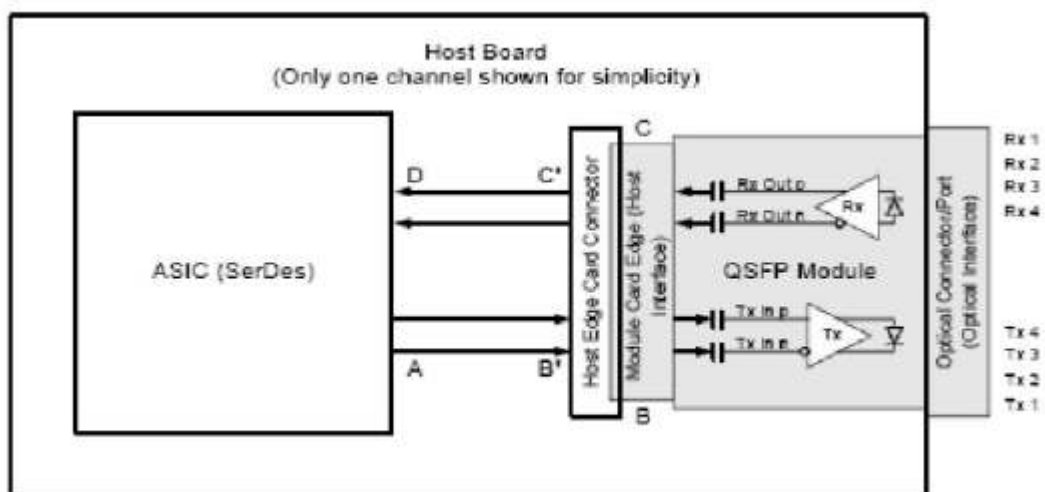 Host Board
(Only one channel shown for simplicity)
ASIC (SerDes)
D
C*
A
B*
Host Edge Card Connector
C
Module Card Edge (Host
Interface)
B
Rx Out p
Rx Out n
Rx
QSFP Module
Tx In p
Tx In n
Tx
Optical Connector/Port
(Optical Interface)
Rx 1
Rx 2
Rx 3
Rx 4
Tx 4
Tx 3
Tx 2
Tx 1